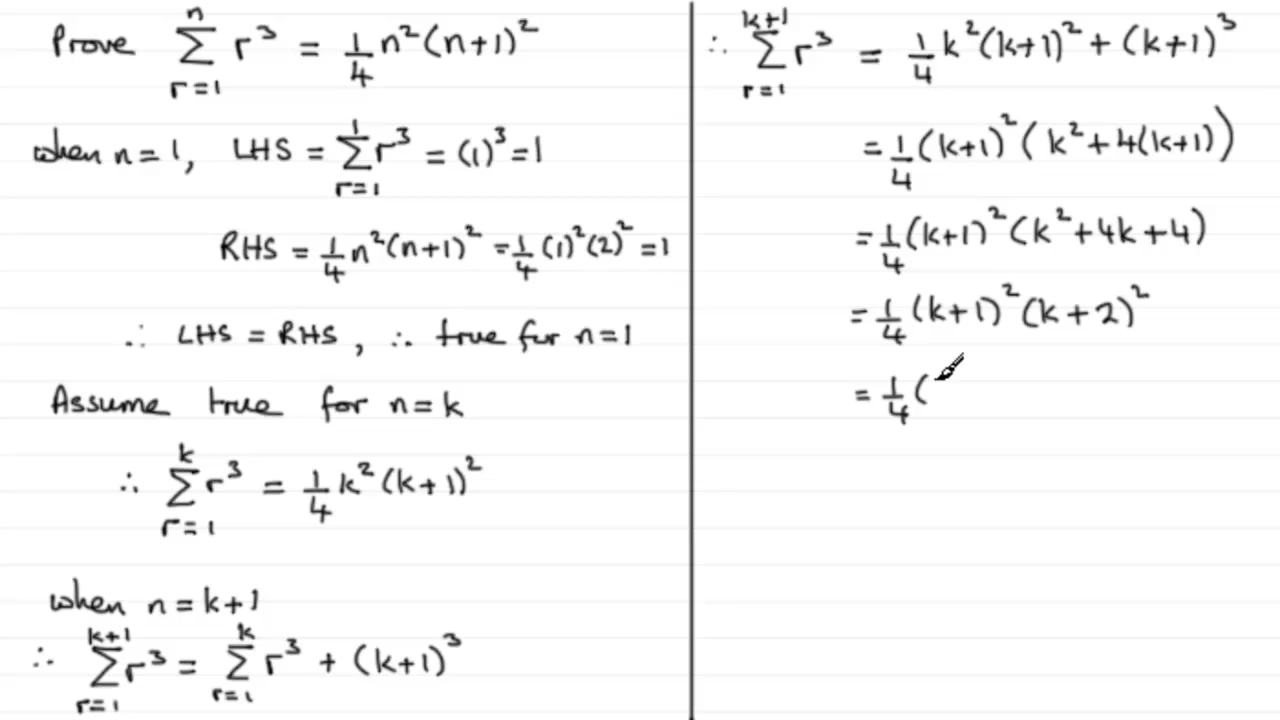 Prove ∑_{r=1}^{n} r³ = 1/4 n²(n+1)²
when n=1, LHS = ∑_{r=1}^{1} r³ = (1)³ = 1
RHS = 1/4 n²(n+1)² = 1/4 (1)²(2)² = 1
∴ LHS = RHS, ∴ true for n=1
Assume true for n=k
∴ ∑_{r=1}^{k} r³ = 1/4 k²(k+1)²
when n=k+1
∴ ∑_{r=1}^{k+1} r³ = ∑_{r=1}^{k} r³ + (k+1)³
∴ ∑_{r=1}^{k+1} r³ = 1/4 k²(k+1)² + (k+1)³
= 1/4 (k+1)² (k² + 4(k+1))
= 1/4 (k+1)² (k² + 4k + 4)
= 1/4 (k+1)² (k+2)²
= 1/4 (